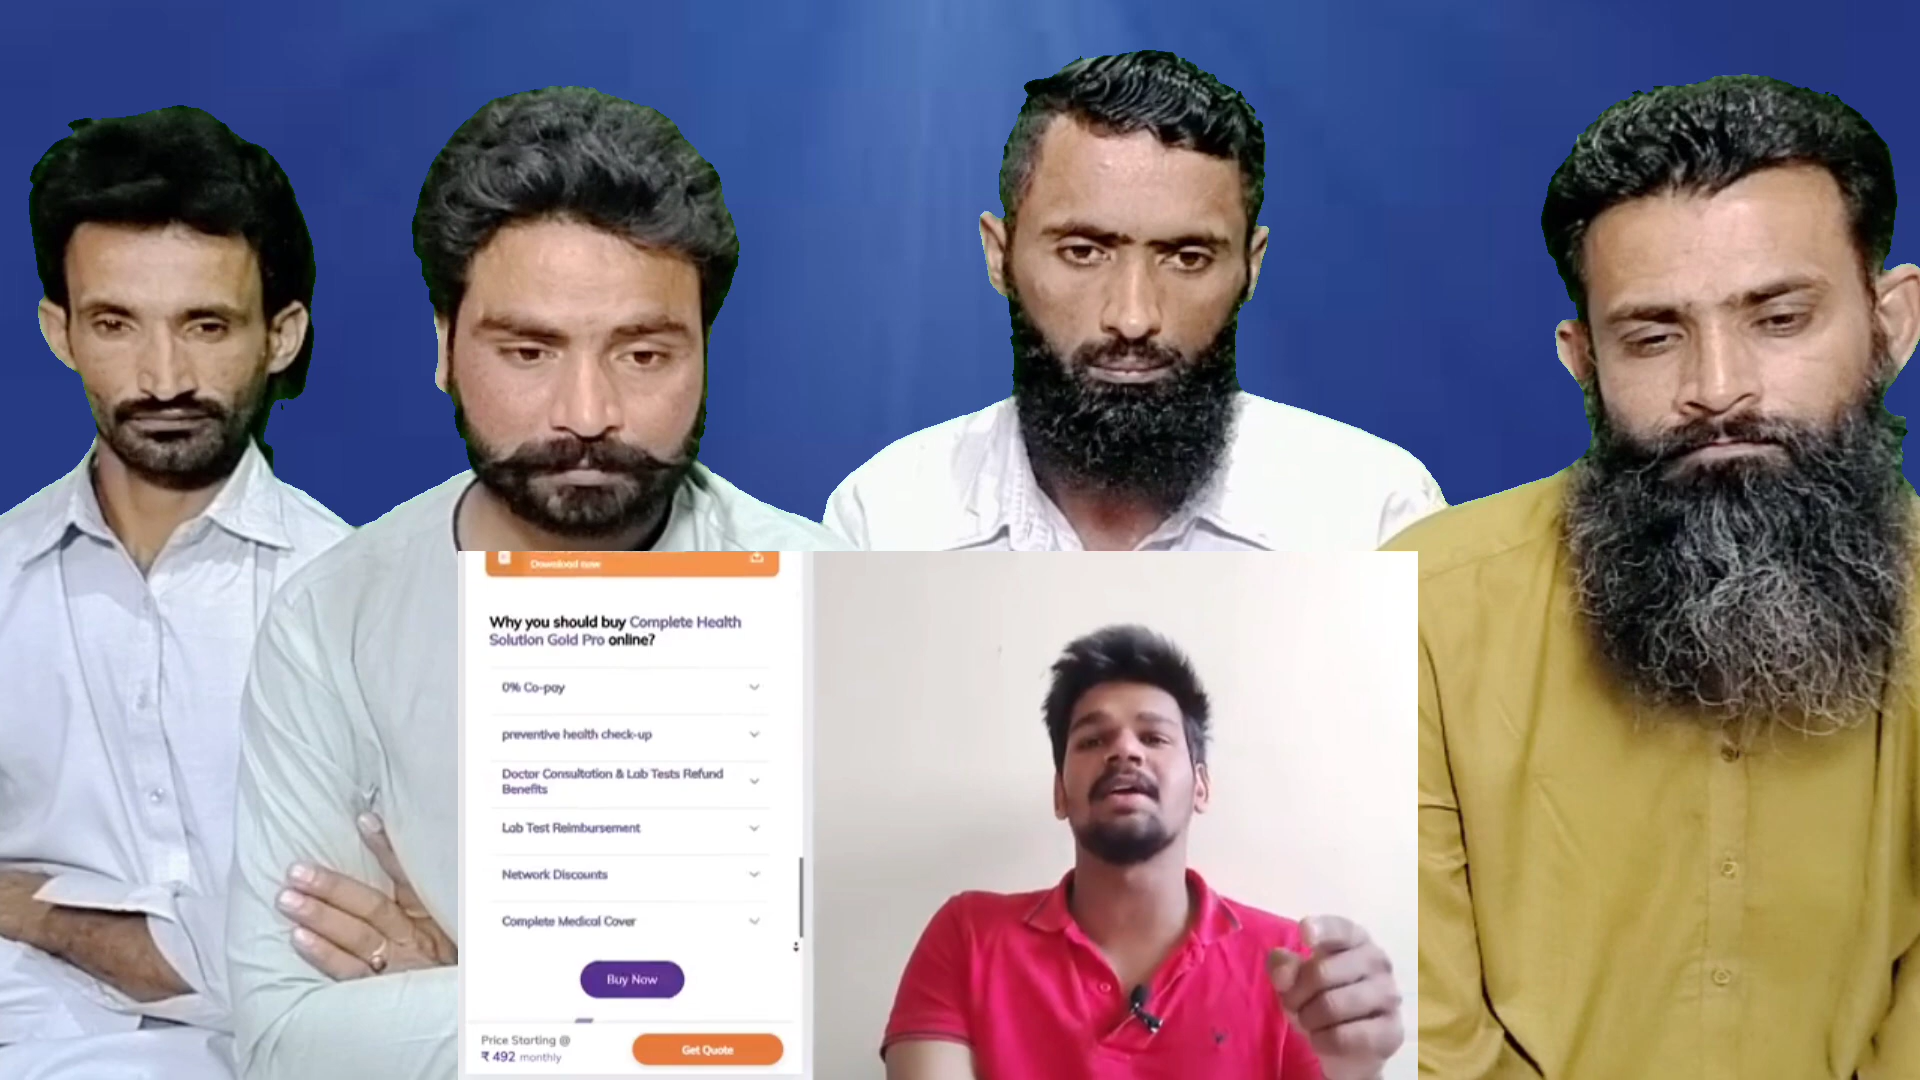 Download now
Why you should buy Complete Health
Solution Gold Pro online?
0% Co-pay
preventive health check-up
Doctor Consultation & Lab Tests Refund
Benefits
Lab Test Reimbursement
Network Discounts
Complete Medical Cover
Buy Now
Price Starting @
₹ 492 monthly
Get Quote